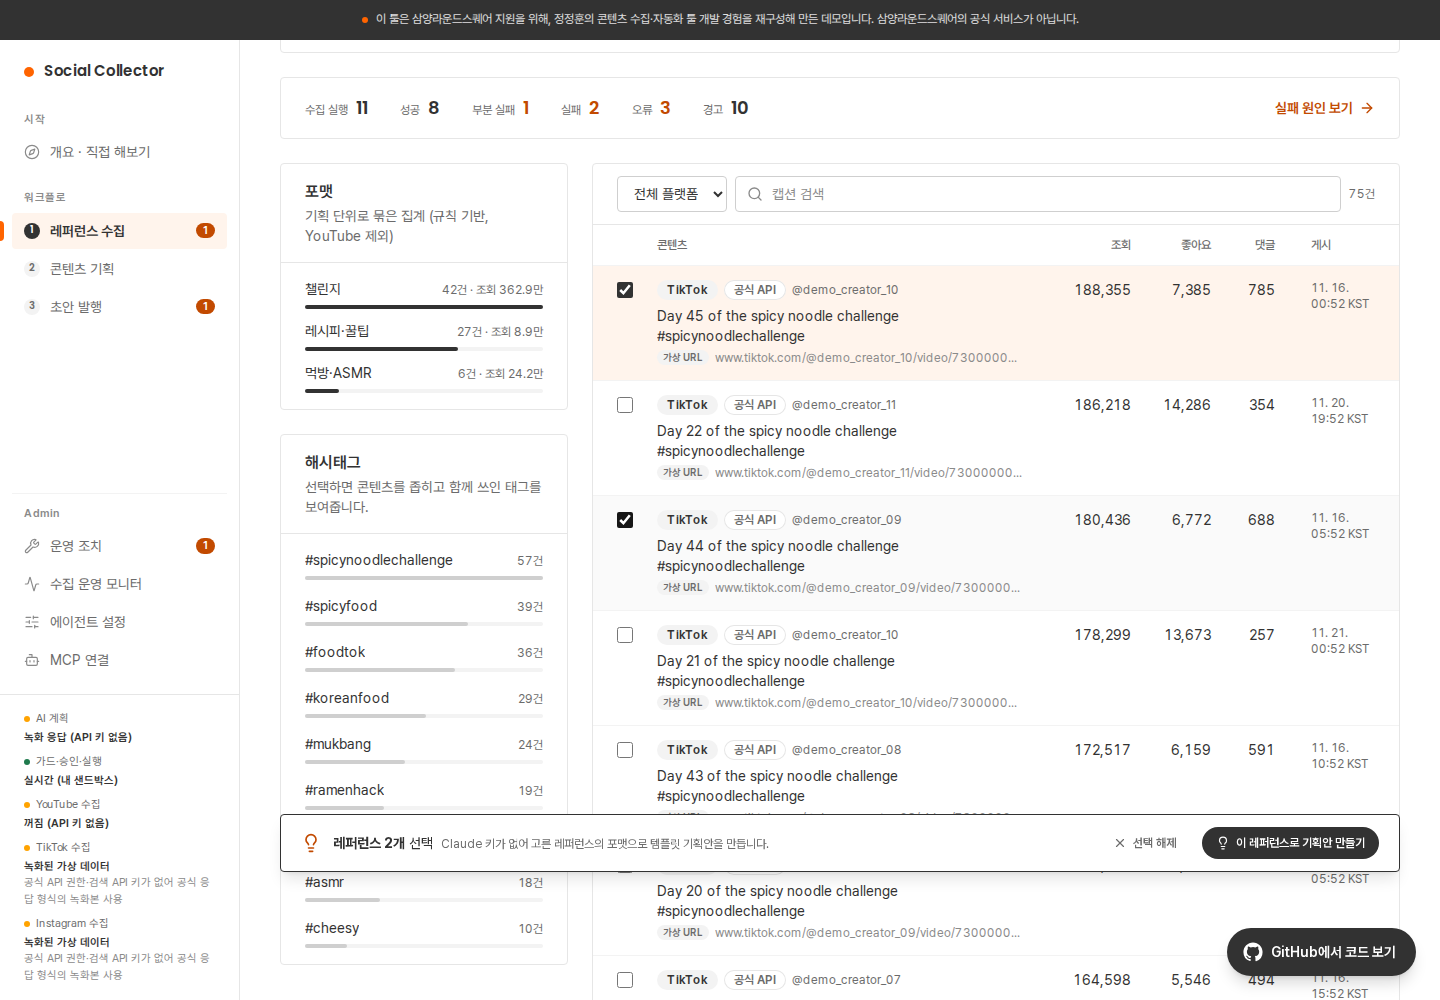 이 툴은 삼양라운드스퀘어 지원을 위해, 정정훈의 콘텐츠 수집·자동화 툴 개발 경험을 재구성해 만든 데모입니다. 삼양라운드스퀘어의 공식 서비스가 아닙니다.
Social Collector
시작
개요 · 직접 해보기
워크플로
1 레퍼런스 수집 1
2 콘텐츠 기획
3 초안 발행 1
Admin
운영 조치 1
수집 운영 모니터
에이전트 설정
MCP 연결
AI 계획
녹화 응답 (API 키 없음)
가드·승인·실행
실시간 (내 샌드박스)
YouTube 수집
꺼짐 (API 키 없음)
TikTok 수집
녹화된 가상 데이터
공식 API 권한·검색 API 키가 없어 공식 응
답 형식의 녹화본 사용
Instagram 수집
녹화된 가상 데이터
공식 API 권한·검색 API 키가 없어 공식 응
답 형식의 녹화본 사용
수집 실행 11 성공 8 부분 실패 1 실패 2 오류 3 경고 10
실패 원인 보기
포맷
기획 단위로 묶은 집계 (규칙 기반,
YouTube 제외)
챌린지 42건 · 조회 362.9만
레시피·꿀팁 27건 · 조회 8.9만
먹방·ASMR 6건 · 조회 24.2만
해시태그
선택하면 콘텐츠를 좁히고 함께 쓰인 태그를
보여줍니다.
#spicynoodlechallenge 57건
#spicyfood 39건
#foodtok 36건
#koreanfood 29건
#mukbang 24건
#ramenhack 19건
#asmr 18건
#cheesy 10건
전체 플랫폼 캡션 검색 75건
콘텐츠 조회 좋아요 댓글 게시
TikTok 공식 API @demo_creator_10 188,355 7,385 785 11. 16.
00:52 KST
Day 45 of the spicy noodle challenge
#spicynoodlechallenge
가상 URL www.tiktok.com/@demo_creator_10/video/7300000...
TikTok 공식 API @demo_creator_11 186,218 14,286 354 11. 20.
19:52 KST
Day 22 of the spicy noodle challenge
#spicynoodlechallenge
가상 URL www.tiktok.com/@demo_creator_11/video/73000000...
TikTok 공식 API @demo_creator_09 180,436 6,772 688 11. 16.
05:52 KST
Day 44 of the spicy noodle challenge
#spicynoodlechallenge
가상 URL www.tiktok.com/@demo_creator_09/video/7300000...
TikTok 공식 API @demo_creator_10 178,299 13,673 257 11. 21.
00:52 KST
Day 21 of the spicy noodle challenge
#spicynoodlechallenge
가상 URL www.tiktok.com/@demo_creator_10/video/7300000...
TikTok 공식 API @demo_creator_08 172,517 6,159 591 11. 16.
10:52 KST
Day 43 of the spicy noodle challenge
#spicynoodlechallenge
레퍼런스 2개 선택 Claude 키가 없어 고른 레퍼런스의 포맷으로 템플릿 기획안을 만듭니다.
선택 해제
이 레퍼런스로 기획안 만들기
05:52 KST
Day 20 of the spicy noodle challenge
#spicynoodlechallenge
가상 URL www.tiktok.com/@demo_creator_09/video/7300000...
TikTok 공식 API @demo_creator_07 164,598 5,546 494 11. 16.
15:52 KST
GitHub에서 코드 보기